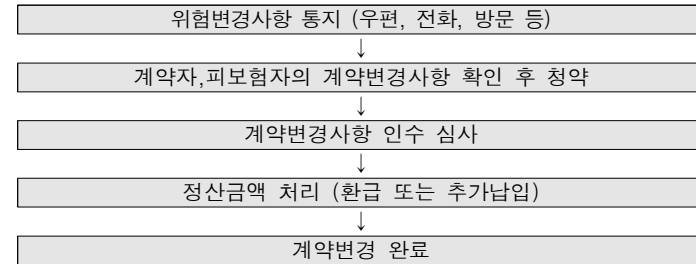 위험변경사항 통지 (우편, 전화, 방문 등)
↓
계약자,피보험자의 계약변경사항 확인 후 청약
↓
계약변경사항 인수 심사
↓
정산금액 처리 (환급 또는 추가납입)
↓
계약변경 완료